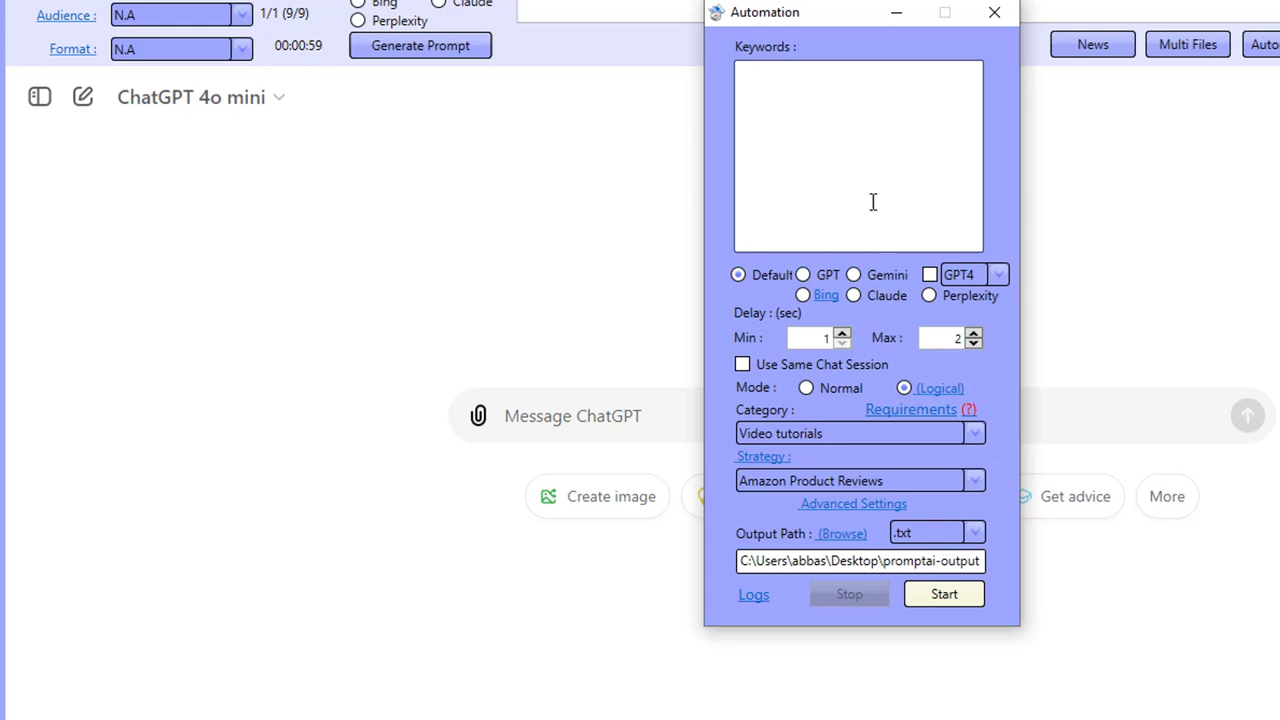 Bing Claude
Audience : N.A 1/1 (9/9)
Perplexity
Format : N.A 00:00:59 Generate Prompt
News Multi Files Auto
ChatGPT 4o mini
Automation
Keywords :
Default GPT Gemini GPT4
Bing Claude Perplexity
Delay : (sec)
Min : 1 Max : 2
Use Same Chat Session
Mode : Normal (Logical)
Category : Requirements (?)
Video tutorials
Strategy :
Amazon Product Reviews
Advanced Settings
Output Path : (Browse) .txt
C:\Users\abbas\Desktop\promptai-output
Logs Stop Start
Message ChatGPT
Create image Get advice More